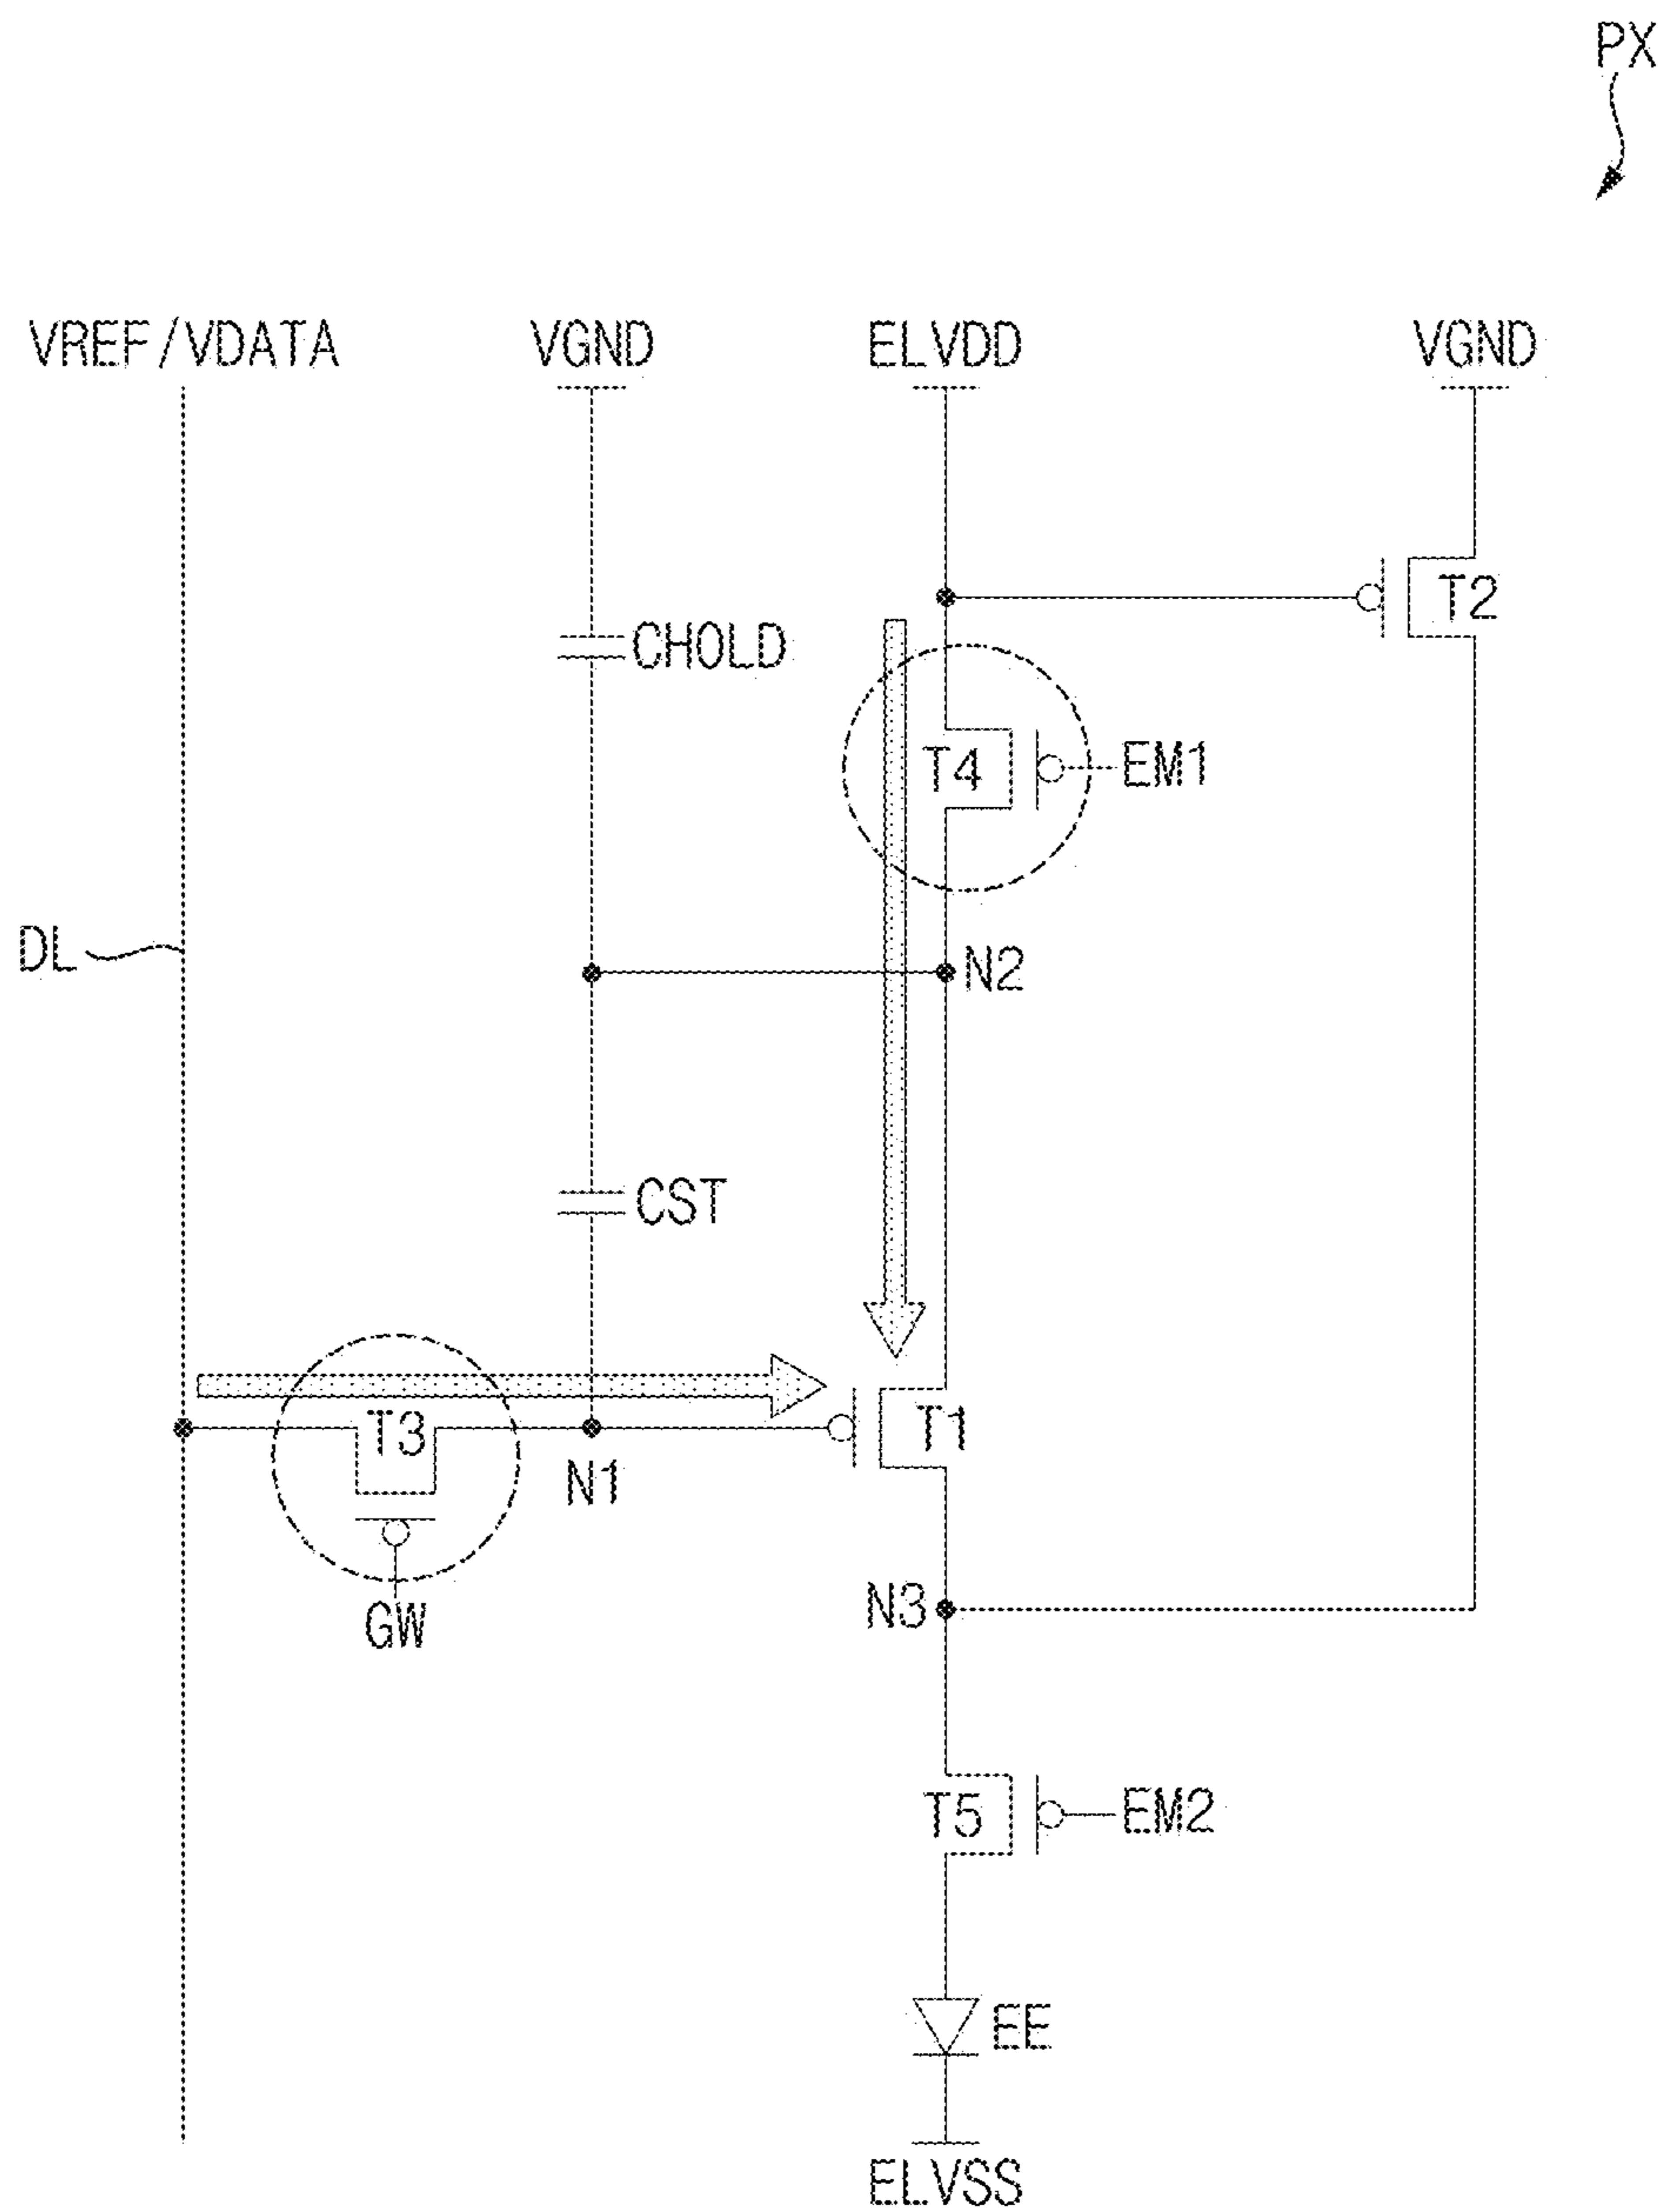 PX
VREF/VDATA
VGND
ELVDD
VGND
T2
CHOLD
T4
EM1
DL
N2
CST
T3
T1
N1
GW
N3
T5
EM2
EE
ELVSS